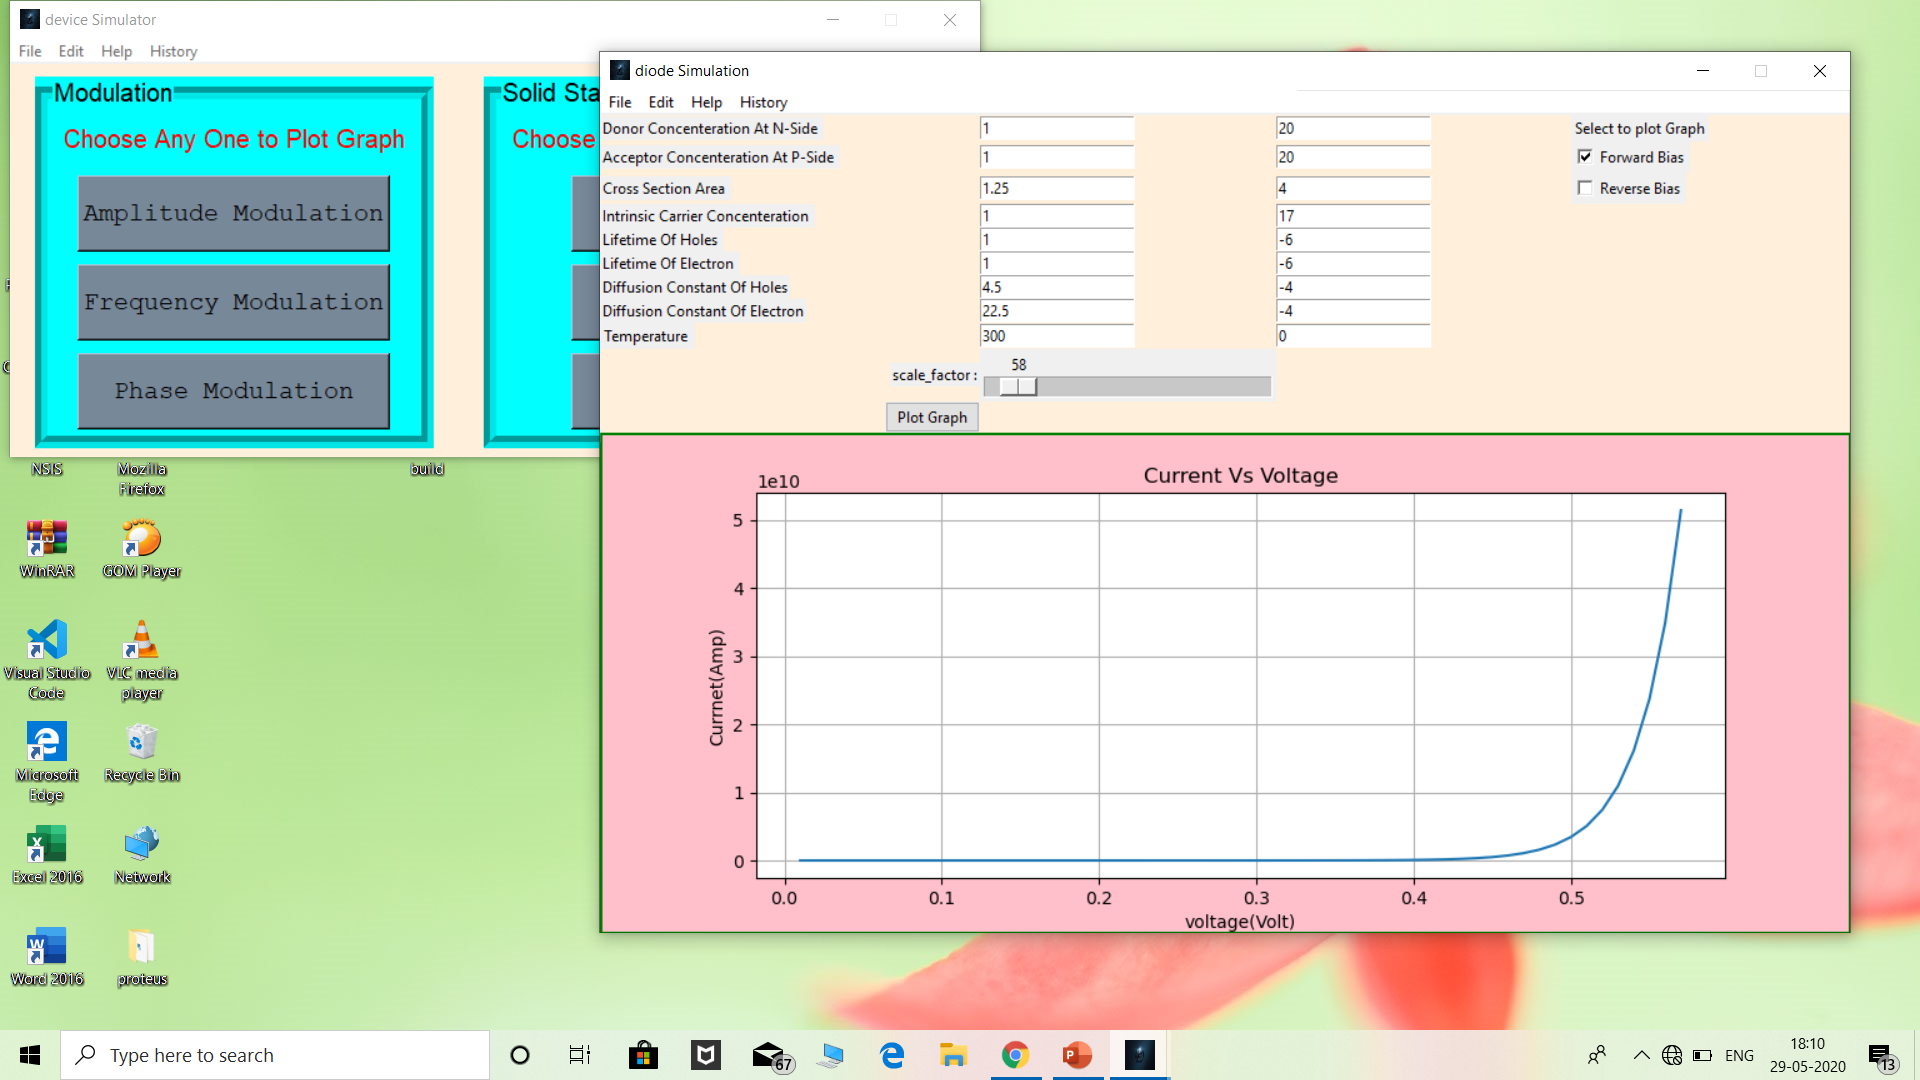 device Simulator
File Edit Help History
Modulation
Choose Any One to Plot Graph
Amplitude Modulation
Frequency Modulation
Phase Modulation
Solid Sta
Choose
diode Simulation
File Edit Help History
Donor Concenteration At N-Side 1 20
Acceptor Concenteration At P-Side 1 20
Cross Section Area 1.25 4
Intrinsic Carrier Concenteration 1 17
Lifetime Of Holes 1 -6
Lifetime Of Electron 1 -6
Diffusion Constant Of Holes 4.5 -4
Diffusion Constant Of Electron 22.5 -4
Temperature 300 0
Select to plot Graph
Forward Bias
Reverse Bias
58
scale_factor:
Plot Graph
Current Vs Voltage
1e10
5
4
3
2
1
0
Currnet(Amp)
0.0 0.1 0.2 0.3 0.4 0.5
voltage(Volt)
NSIS
Mozilla
Firefox
build
WinRAR
GOM Player
Visual Studio
Code
VLC media
player
Microsoft
Edge
Recycle Bin
Excel 2016
Network
Word 2016
proteus
Type here to search
67
ENG
18:10
29-05-2020
13